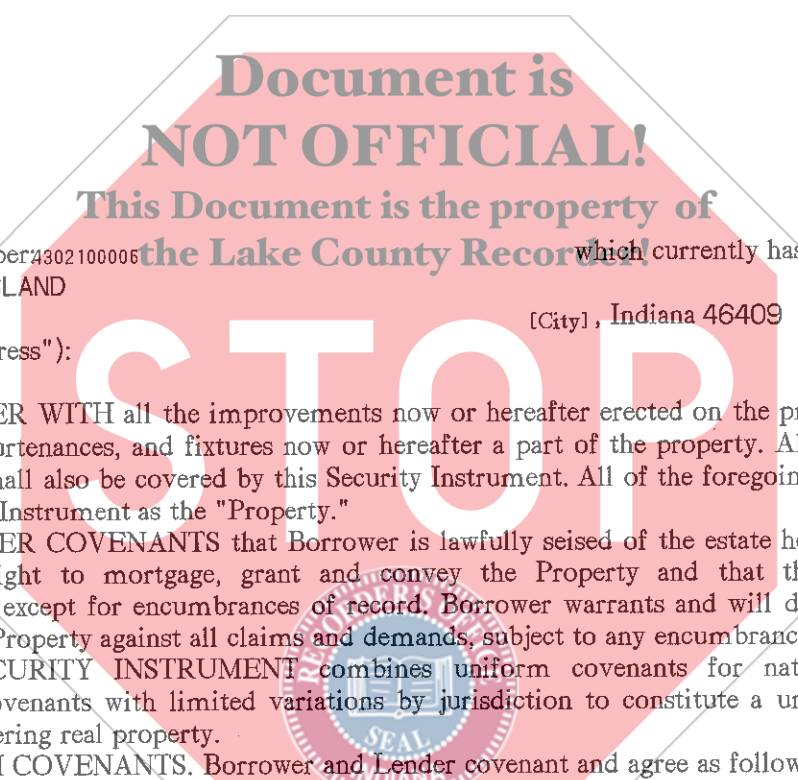 Document is
NOT OFFICIAL!
This Document is the property of
the Lake County Recorder!
ber:4302100006 which currently has
LAND
[City], Indiana 46409
ress"):
STOP
ER WITH all the improvements now or hereafter erected on the pr
urtenances, and fixtures now or hereafter a part of the property. Al
hall also be covered by this Security Instrument. All of the foregoin
Instrument as the "Property."
ER COVENANTS that Borrower is lawfully seised of the estate he
ight to mortgage, grant and convey the Property and that th
except for encumbrances of record. Borrower warrants and will d
Property against all claims and demands, subject to any encumbranc
CURITY INSTRUMENT combines uniform covenants for nat
ovenants with limited variations by jurisdiction to constitute a un
ering real property.
RECORDER'S OFFICE
SEAL
INDIANA
M COVENANTS. Borrower and Lender covenant and agree as follow